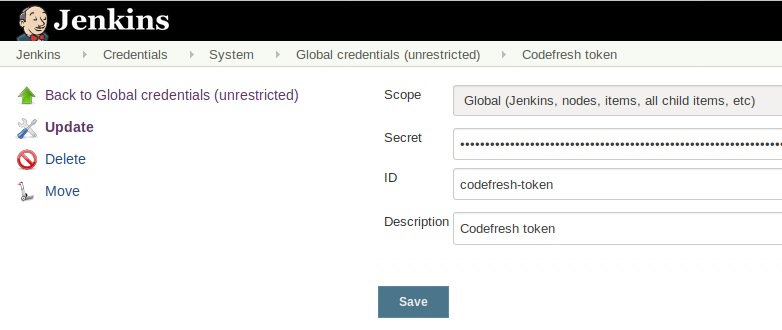 Jenkins
Jenkins Credentials System Global credentials (unrestricted) Codefresh token
Back to Global credentials (unrestricted)
Update
Delete
Move
Scope Global (Jenkins, nodes, items, all child items, etc)
Secret ••••••••••••••••••••••••••••••••••••••••••••••••••••••••••••••••
ID codefresh-token
Description Codefresh token
Save